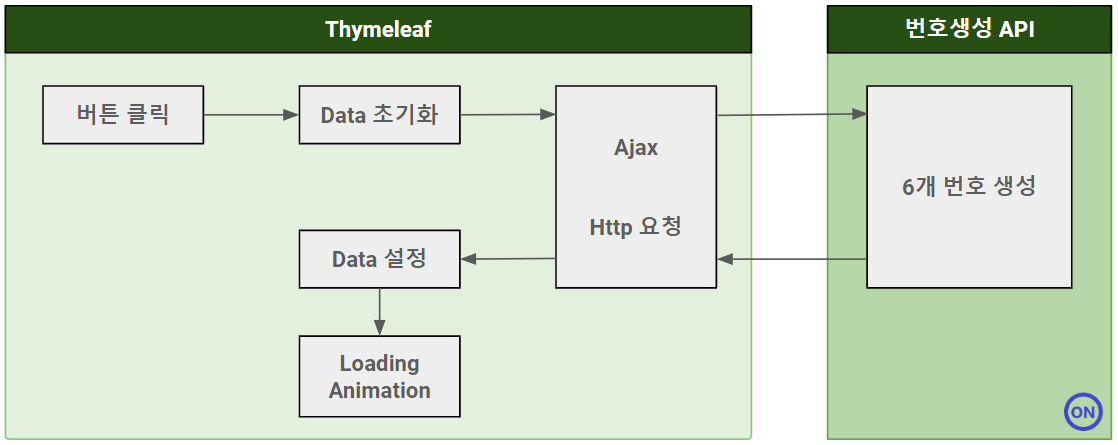 Thymeleaf
번호생성 API
버튼 클릭
Data 초기화
Ajax
Http 요청
6개 번호 생성
Data 설정
Loading
Animation
ON